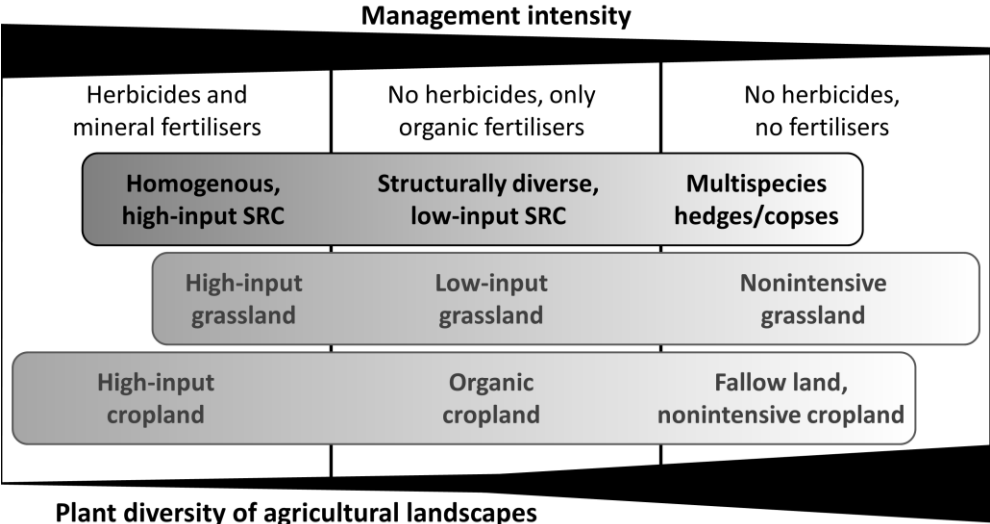 Management intensity
Herbicides and
mineral fertilisers
No herbicides, only
organic fertilisers
No herbicides,
no fertilisers
Homogenous,
high-input SRC
Structurally diverse,
low-input SRC
Multispecies
hedges/copses
High-input
grassland
Low-input
grassland
Nonintensive
grassland
High-input
cropland
Organic
cropland
Fallow land,
nonintensive cropland
Plant diversity of agricultural landscapes